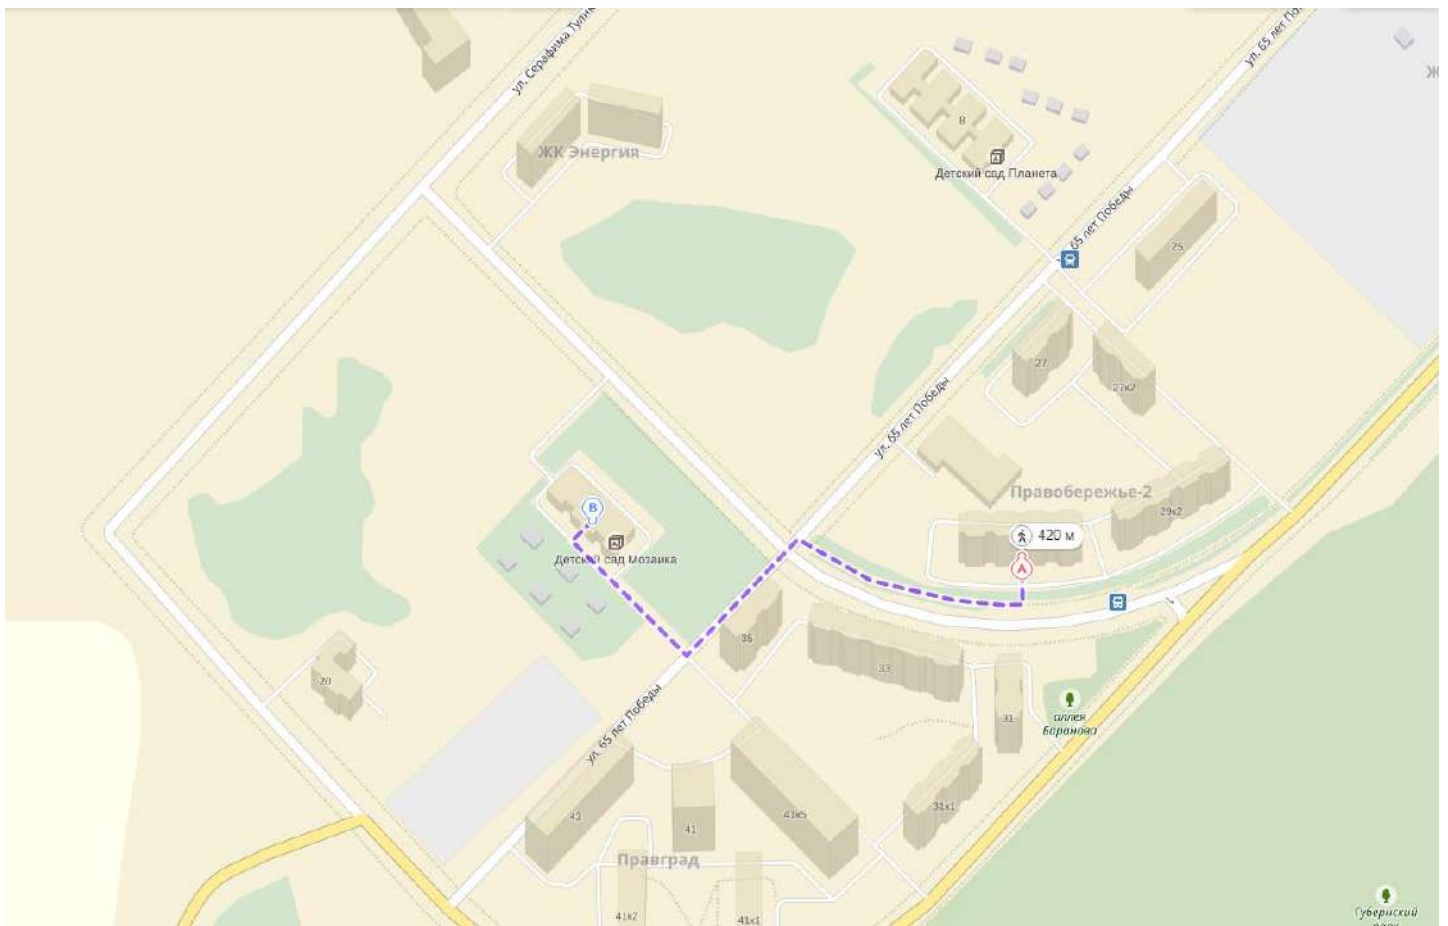 ул. Серафима Тулик
ул. 65 лет По
Ж
ЖК Энергия
8
Детский сад Планета
65 лет Победы
25
27
27к2
ул. 65 лет Победы
Правобережье-2
29к2
B
420 м
A
Детский сад Мозаика
35
33
20
31
аллея
Баранова
ул. 65 лет Победы
31к1
43
41
43к5
Правград
41к2
41к1
Губернский
парк